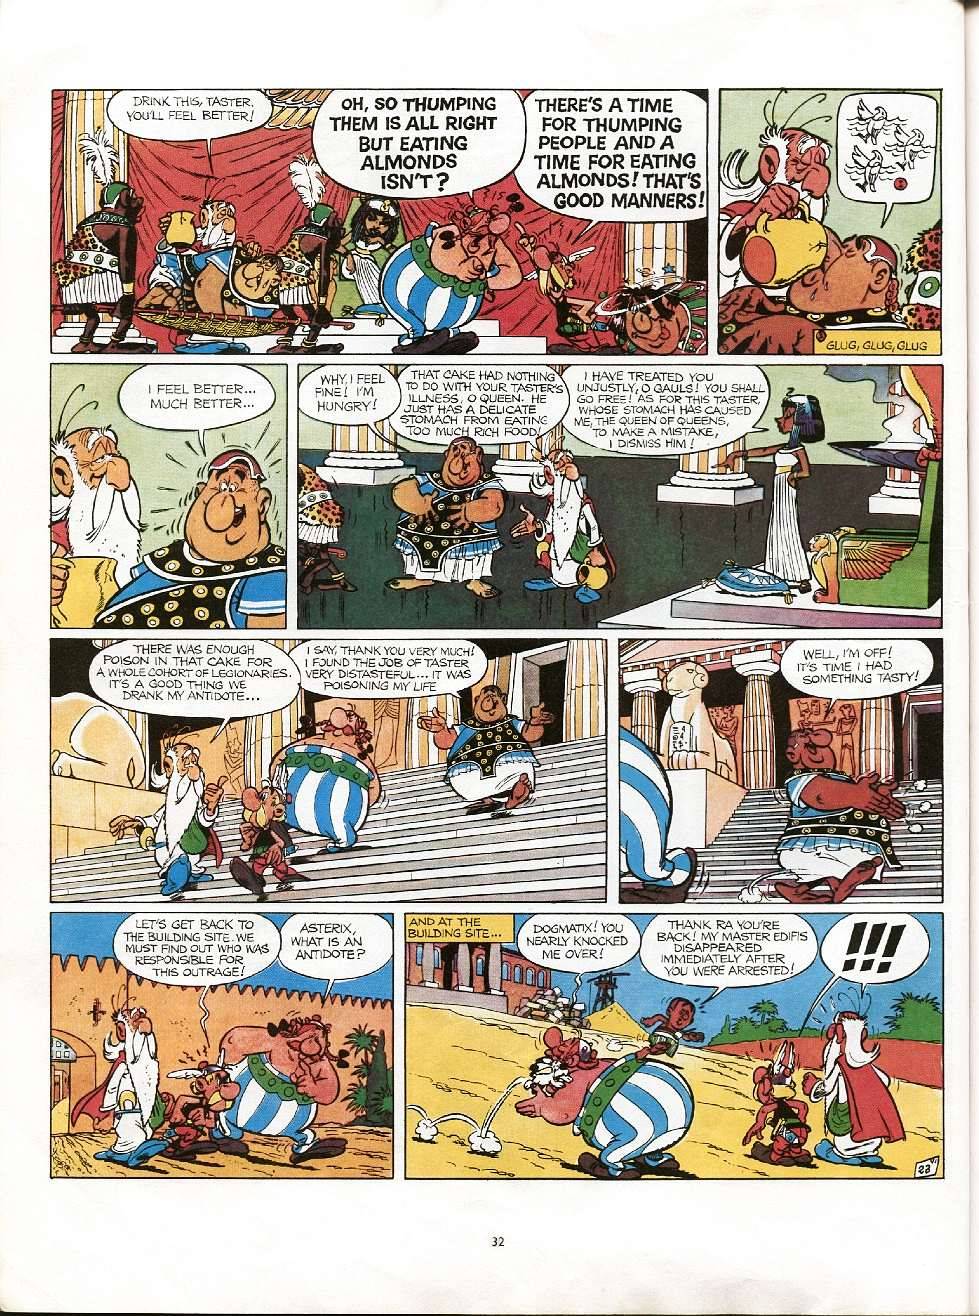 DRINK THIS, TASTER.
YOU'LL FEEL BETTER!
OH, SO THUMPING
THEM IS ALL RIGHT
BUT EATING
ALMONDS
ISN'T?
THERE'S A TIME
FOR THUMPING
PEOPLE AND A
TIME FOR EATING
ALMONDS! THAT'S
GOOD MANNERS!
GLUG, GLUG, GLUG
I FEEL BETTER...
MUCH BETTER...
WHY, I FEEL
FINE! I'M
HUNGRY!
THAT CAKE HAD NOTHING
TO DO WITH YOUR TASTER'S
ILLNESS, O QUEEN. HE
JUST HAS A DELICATE
STOMACH FROM EATING
TOO MUCH RICH FOOD!
I HAVE TREATED YOU
UNJUSTLY, O GAULS! YOU SHALL
GO FREE! AS FOR THIS TASTER,
WHOSE STOMACH HAS CAUSED
ME, THE QUEEN OF QUEENS,
TO MAKE A MISTAKE,
I DISMISS HIM!
THERE WAS ENOUGH
POISON IN THAT CAKE FOR
A WHOLE COHORT OF LEGIONARIES.
IT'S A GOOD THING WE
DRANK MY ANTIDOTE...
I SAY, THANK YOU VERY MUCH!
I FOUND THE JOB OF TASTER
VERY DISTASTEFUL... IT WAS
POISONING MY LIFE
WELL, I'M OFF!
IT'S TIME I HAD
SOMETHING TASTY!
LET'S GET BACK TO
THE BUILDING SITE. WE
MUST FIND OUT WHO WAS
RESPONSIBLE FOR
THIS OUTRAGE!
ASTERIX,
WHAT IS AN
ANTIDOTE?
AND AT THE
BUILDING SITE...
DOGMATIX! YOU
NEARLY KNOCKED
ME OVER!
THANK RA YOU'RE
BACK! MY MASTER EDIFIS
DISAPPEARED
IMMEDIATELY AFTER
YOU WERE ARRESTED!
!!!
23
32